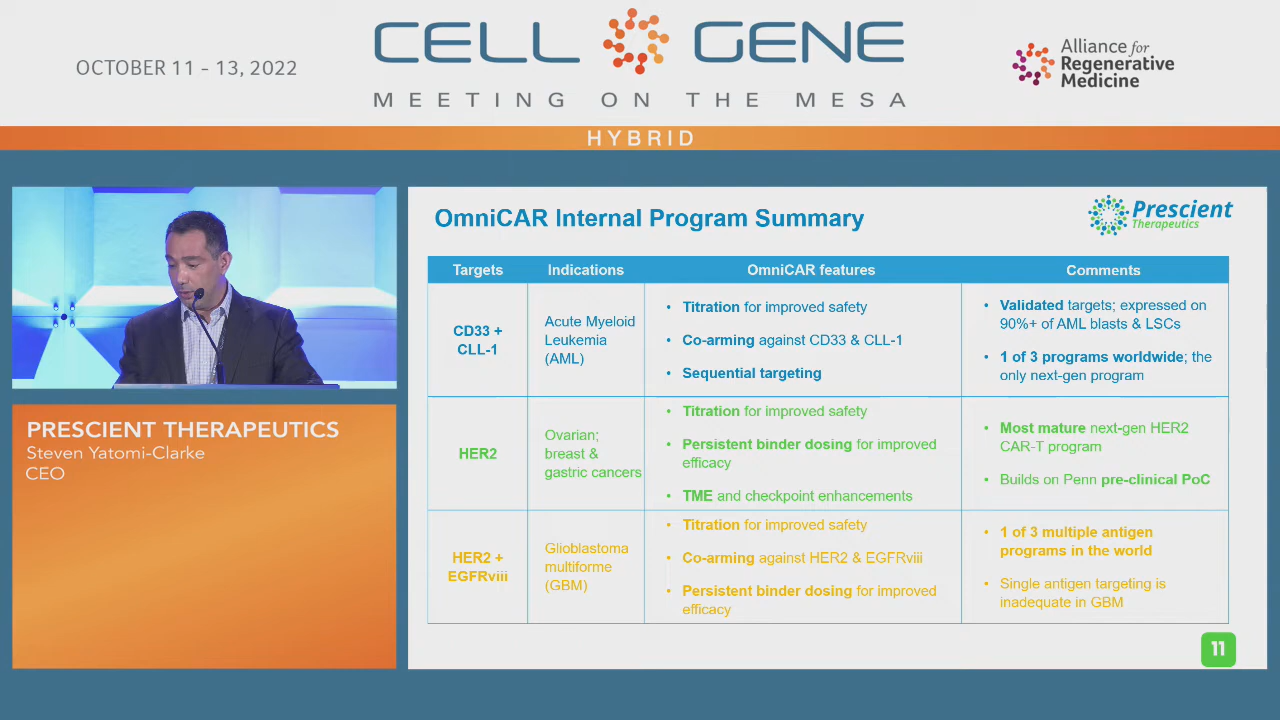 OCTOBER 11 - 13, 2022
CELL GENE
MEETING ON THE MESA
Alliance for
Regenerative
Medicine
HYBRID
PRESCIENT THERAPEUTICS
Steven Yatomi-Clarke
CEO
OmniCAR Internal Program Summary
Prescient
Therapeutics
Targets
Indications
OmniCAR features
Comments
CD33 +
CLL-1
Acute Myeloid
Leukemia
(AML)
• Titration for improved safety
• Co-arming against CD33 & CLL-1
• Sequential targeting
• Validated targets; expressed on
90%+ of AML blasts & LSCs
• 1 of 3 programs worldwide; the
only next-gen program
HER2
Ovarian;
breast &
gastric cancers
• Titration for improved safety
• Persistent binder dosing for improved
efficacy
• TME and checkpoint enhancements
• Most mature next-gen HER2
CAR-T program
• Builds on Penn pre-clinical PoC
HER2 +
EGFRviii
Glioblastoma
multiforme
(GBM)
• Titration for improved safety
• Co-arming against HER2 & EGFRviii
• Persistent binder dosing for improved
efficacy
• 1 of 3 multiple antigen
programs in the world
• Single antigen targeting is
inadequate in GBM
11